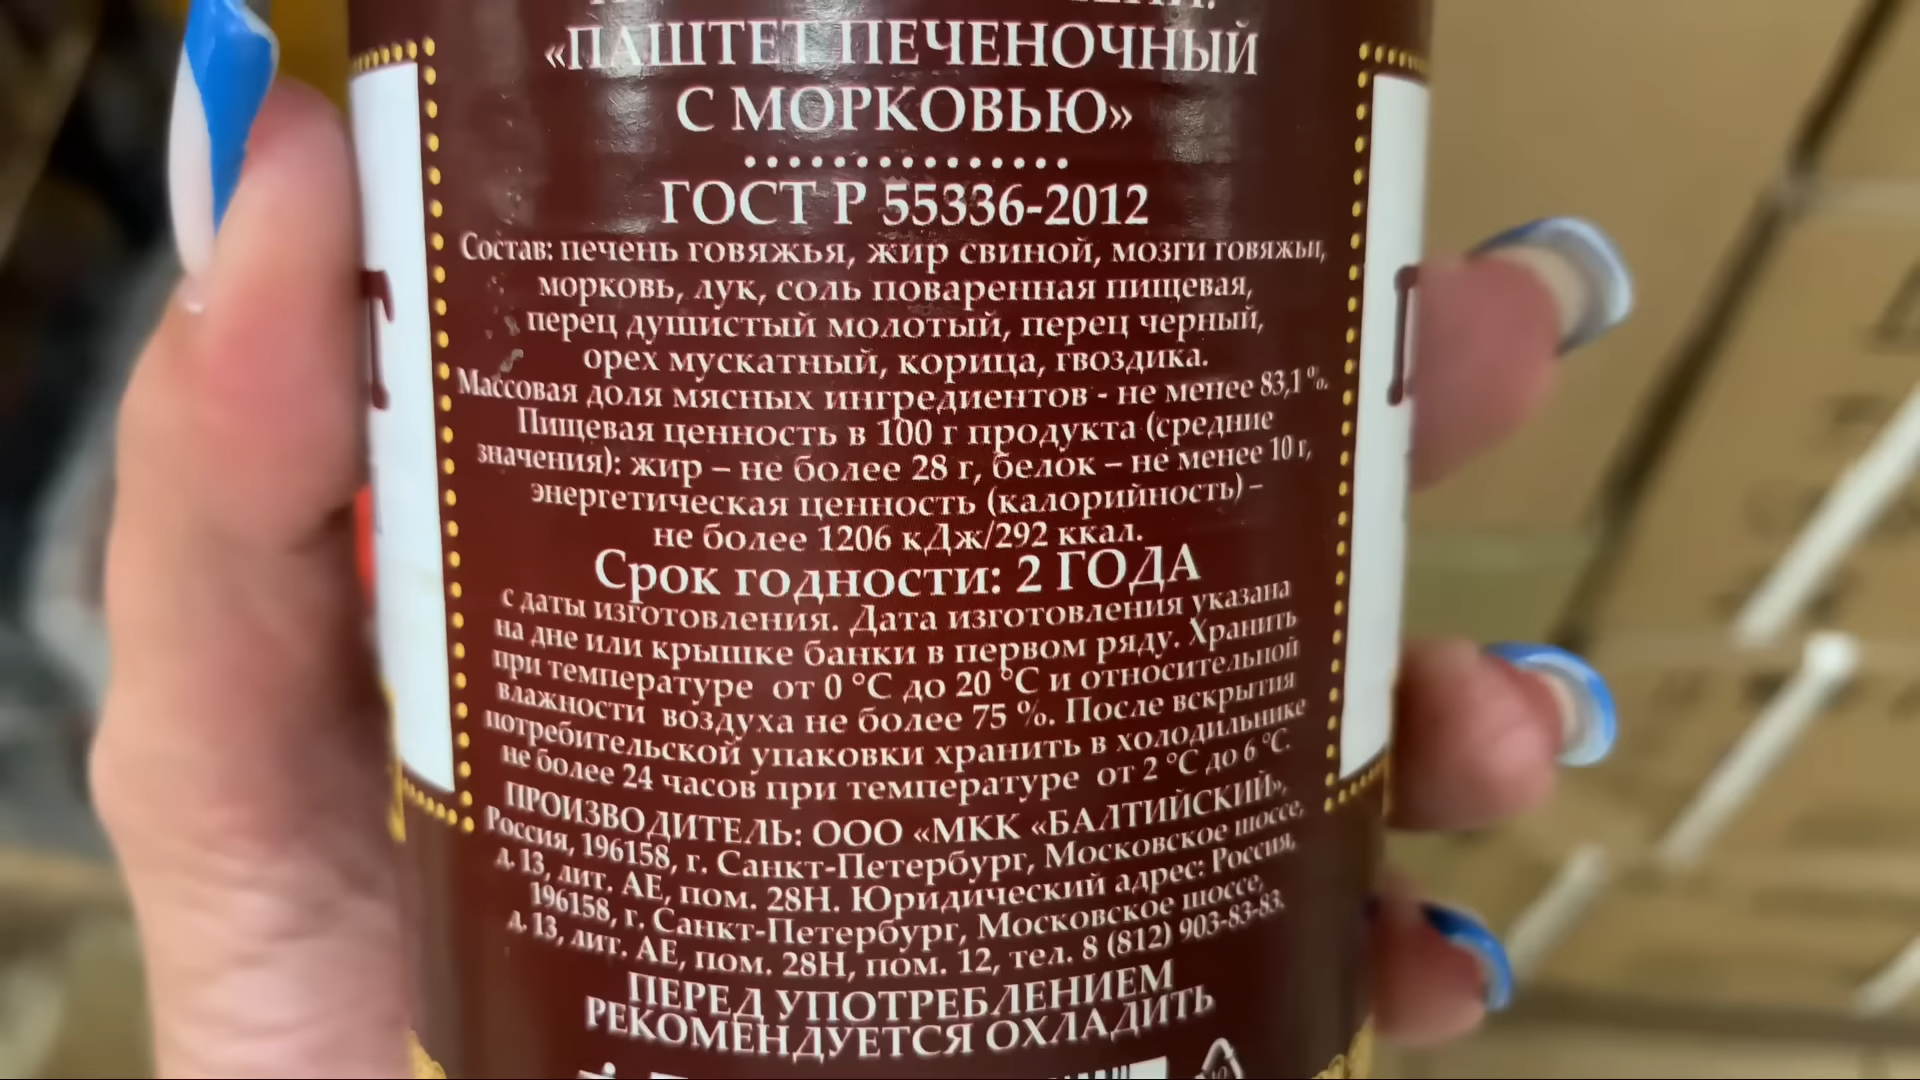 «ПАШТЕТ ПЕЧЕНОЧНЫЙ
С МОРКОВЬЮ»
ГОСТ Р 55336-2012
Состав: печень говяжья, жир свиной, мозги говяжьи,
морковь, лук, соль поваренная пищевая,
перец душистый молотый, перец черный,
орех мускатный, корица, гвоздика.
Массовая доля мясных ингредиентов - не менее 83,1 %.
Пищевая ценность в 100 г продукта (средние
значения): жир – не более 28 г, белок – не менее 10 г,
энергетическая ценность (калорийность) –
не более 1206 кДж/292 ккал.
Срок годности: 2 ГОДА
с даты изготовления. Дата изготовления указана
на дне или крышке банки в первом ряду. Хранить
при температуре от 0 °С до 20 °С и относительной
влажности воздуха не более 75 %. После вскрытия
потребительской упаковки хранить в холодильнике
не более 24 часов при температуре от 2 °С до 6 °С.
ПРОИЗВОДИТЕЛЬ: ООО «МКК «БАЛТИЙСКИЙ»,
Россия, 196158, г. Санкт-Петербург, Московское шоссе,
д. 13, лит. АЕ, пом. 28Н. Юридический адрес: Россия,
196158, г. Санкт-Петербург, Московское шоссе,
д. 13, лит. АЕ, пом. 28Н, пом. 12, тел. 8 (812) 903-83-83.
ПЕРЕД УПОТРЕБЛЕНИЕМ
РЕКОМЕНДУЕТСЯ ОХЛАДИТЬ